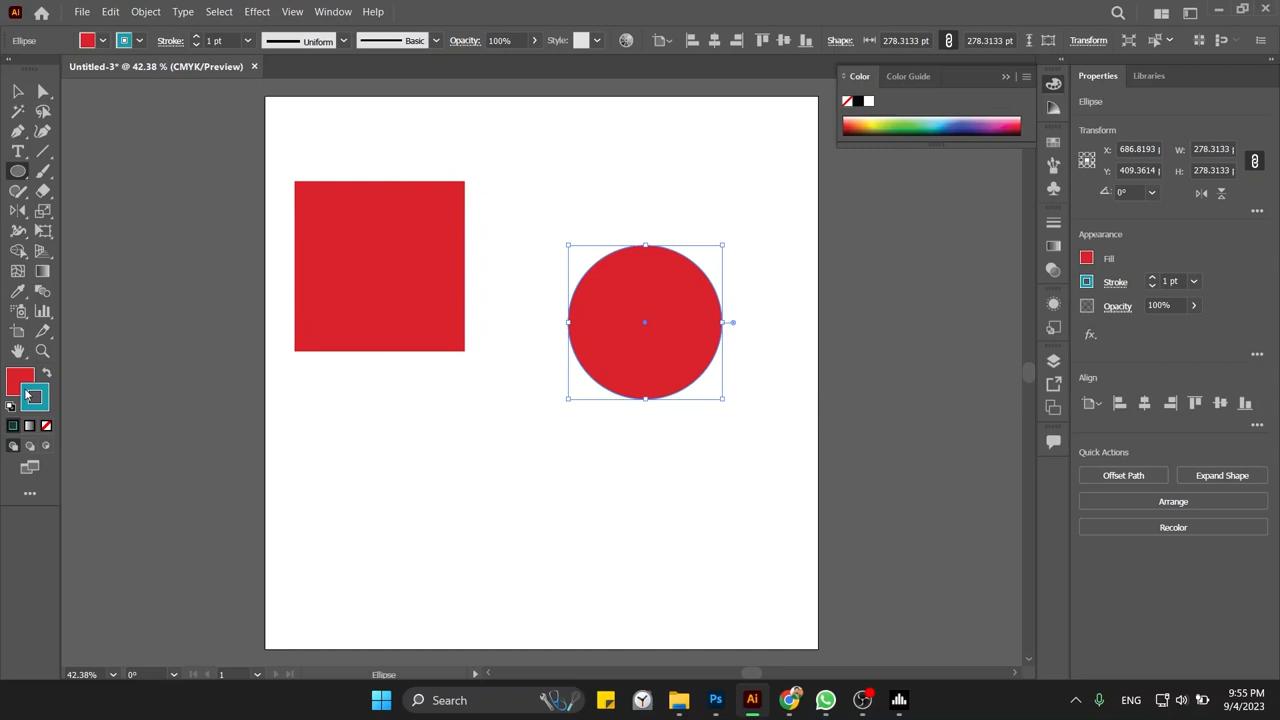 Ai File Edit Object Type Select Effect View Window Help
Ellipse Stroke: 1 pt Uniform Basic Opacity: 100% Style: Shape: 278.3133 pt 278.3133 pt Transform
Untitled-3* @ 42.38 % (CMYK/Preview)
Color Color Guide
Properties Libraries
Ellipse
Transform
X: 686.8193 W: 278.3133
Y: 409.3614 H: 278.3133
0°
Appearance
Fill
Stroke 1 pt
Opacity 100%
fx
Align
Quick Actions
Offset Path Expand Shape
Arrange
Recolor
T
42.38% 0° 1 Ellipse
Search Ps Ai ENG 9:55 PM
9/4/2023